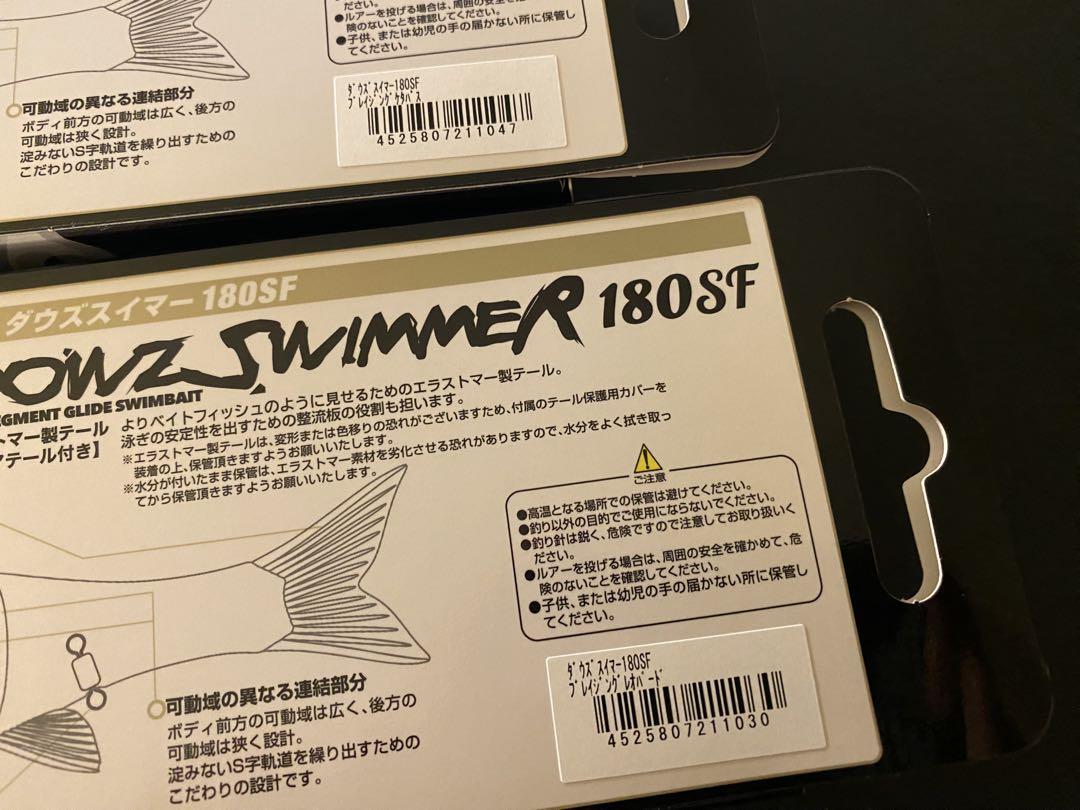 ●ルアーを投げる場合は、周囲の安全を
険のないことを確認してください。
●子供、または幼児の手の届かない所に保管し
てください。
可動域の異なる連結部分
ボディ前方の可動域は広く、後方の
可動域は狭く設計。
淀みないS字軌道を繰り出すための
こだわりの設計です。
ﾀﾞｳｽﾞｽｲﾏｰ180SF
ﾌﾞﾚｲｼﾞﾝｸﾞｹﾀﾊﾞｽ
4525807211047
ダウズスイマー180SF
OWZ SWIMMER 180SF
EGMENT GLIDE SWIMBAIT
トマー製テール
テール付き】
よりベイトフィッシュのように見せるためのエラストマー製テール。
泳ぎの安定性を出すための整流板の役割も担います。
※エラストマー製テールは、変形または色移りの恐れがございますため、付属のテール保護用カバーを
装着の上、保管頂きますようお願いいたします。
※水分が付いたまま保管は、エラストマー素材を劣化させる恐れがありますので、水分をよく拭き取っ
てから保管頂きますようお願いいたします。
ご注意
●高温となる場所での保管は避けてください。
●釣り以外の目的でご使用にならないでください。
●釣り針は鋭く、危険ですので注意してお取り扱いく
ださい。
●ルアーを投げる場合は、周囲の安全を確かめて、危
険のないことを確認してください。
●子供、または幼児の手の届かない所に保管し
てください。
可動域の異なる連結部分
ボディ前方の可動域は広く、後方の
可動域は狭く設計。
淀みないS字軌道を繰り出すための
こだわりの設計です。
ﾀﾞｳｽﾞｽｲﾏｰ180SF
ﾌﾞﾚｲｼﾞﾝｸﾞﾚｵﾊﾟｰﾄﾞ
4525807211030